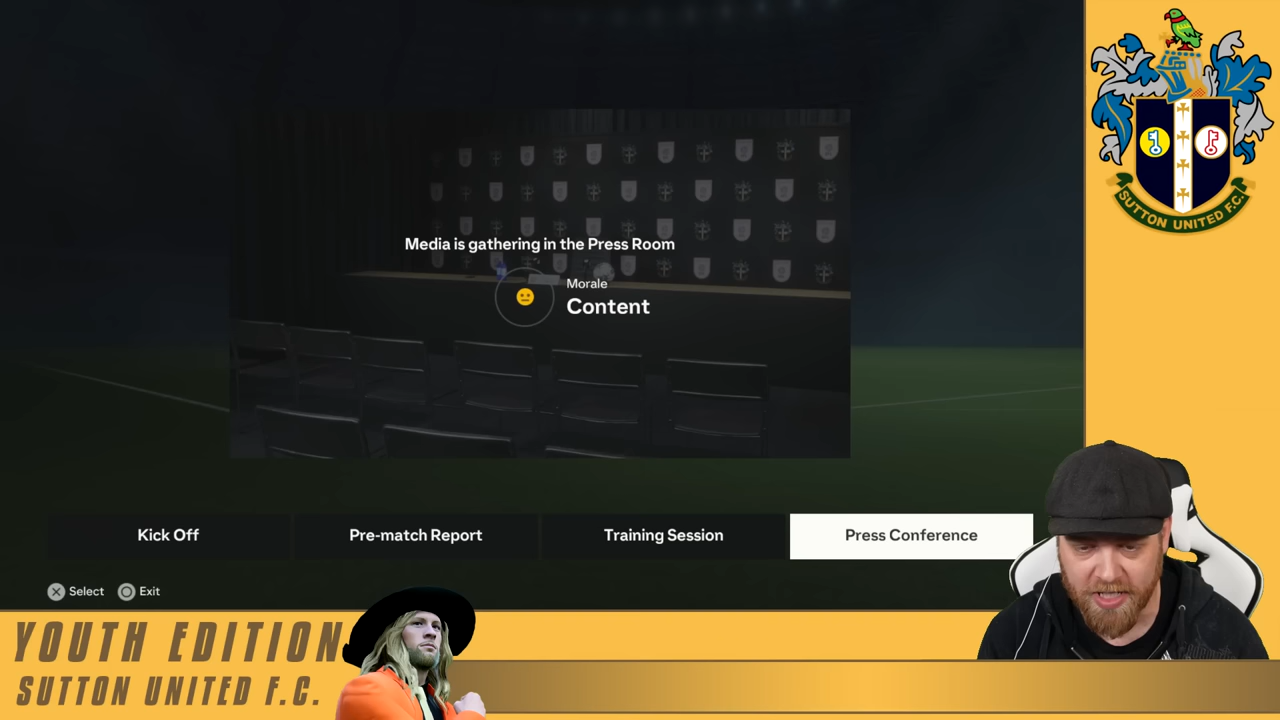 SUTTON UNITED F.C.
Media is gathering in the Press Room
Morale
Content
Kick Off
Pre-match Report
Training Session
Press Conference
Select
Exit
YOUTH EDITION
SUTTON UNITED F.C.